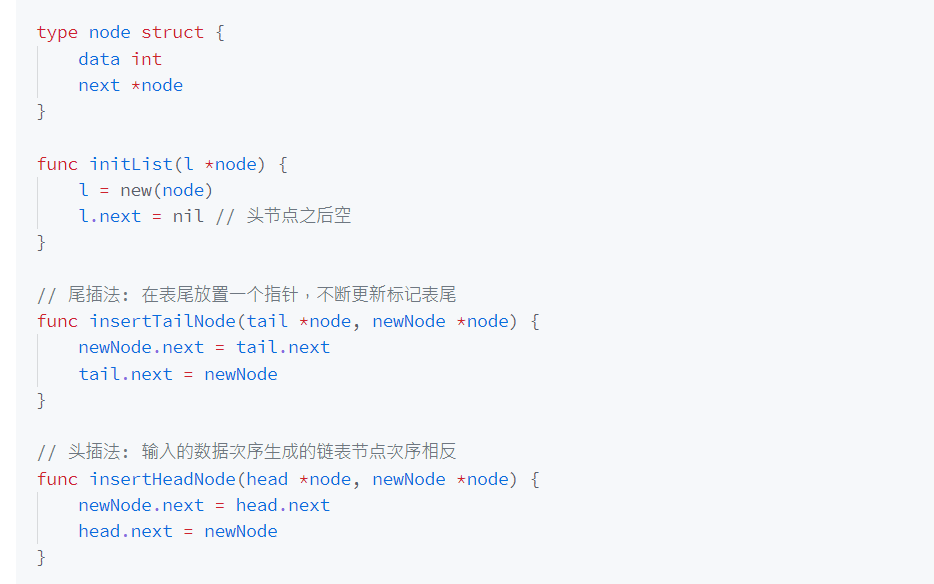 type node struct {
    data int
    next *node
}
func initList(l *node) {
    l = new(node)
    l.next = nil // 头节点之后空
}
// 尾插法: 在表尾放置一个指针，不断更新标记表尾
func insertTailNode(tail *node, newNode *node) {
    newNode.next = tail.next
    tail.next = newNode
}
// 头插法: 输入的数据次序生成的链表节点次序相反
func insertHeadNode(head *node, newNode *node) {
    newNode.next = head.next
    head.next = newNode
}